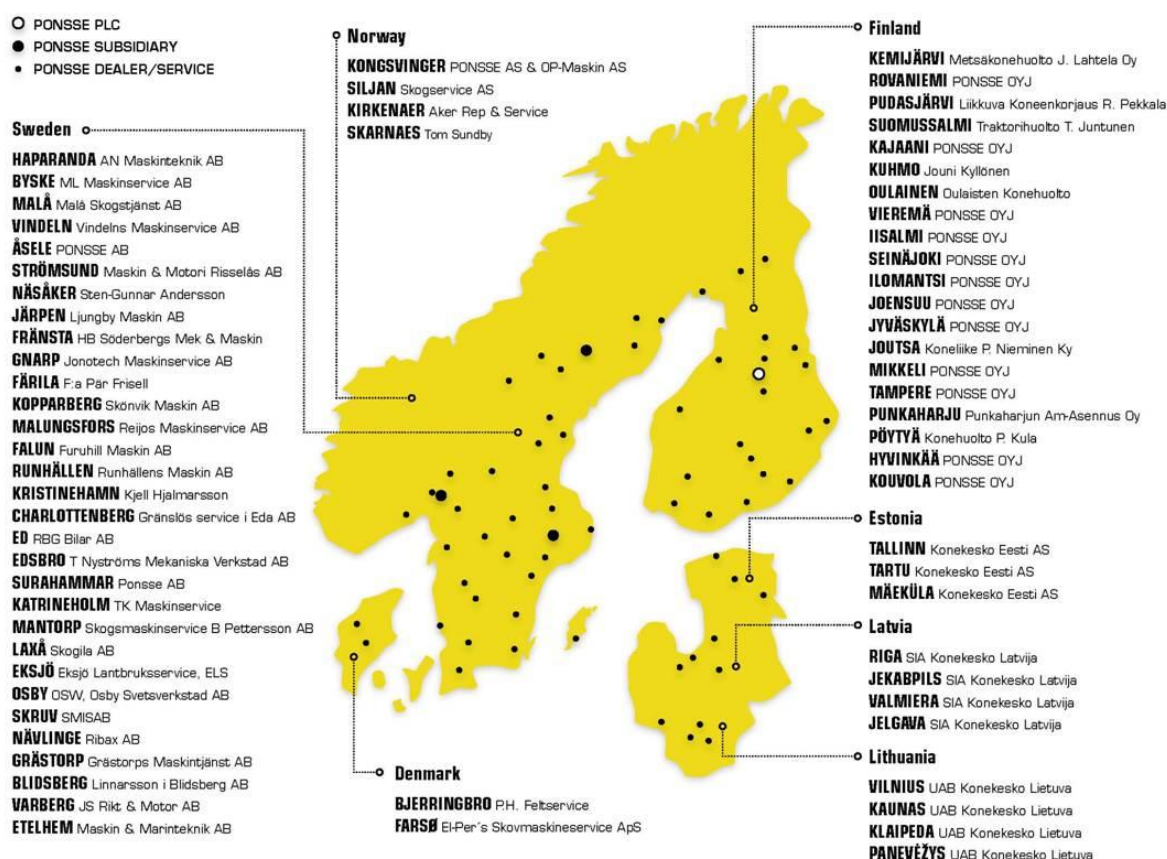 PONSSE PLC
PONSSE SUBSIDIARY
PONSSE DEALER/SERVICE
Sweden
HAPARANDA AN Maskinteknik AB
BYSKE ML Maskinservice AB
MALÅ Malå Skogstjänst AB
VINDELN Vindelns Maskinservice AB
ÅSELE PONSSE AB
STRÖMSUND Maskin & Motori Risselås AB
NÄSÅKER Sten-Gunnar Andersson
JÄRPEN Ljungby Maskin AB
FRÄNSTA HB Söderbergs Mek & Maskin
GNARP Jonotech Maskinservice AB
FÄRILA F:a Pär Frisell
KOPPARBERG Skönvik Maskin AB
MALUNGSFORS Reijos Maskinservice AB
FALUN Furuhill Maskin AB
RUNHÄLLEN Runhällens Maskin AB
KRISTINEHAMN Kjell Hjalmarsson
CHARLOTTENBERG Gränslös service i Eda AB
ED RBG Bilar AB
EDSBRO T Nyströms Mekaniska Verkstad AB
SURAHAMMAR Ponsse AB
KATRINEHOLM TK Maskinservice
MANTORP Skogsmaskinservice B Pettersson AB
LAXÅ Skogila AB
EKSJÖ Eksjö Lantbruksservice, ELS
OSBY OSW, Osby Svetsverkstad AB
SKRUV SMISAB
NÄVLINGE Ribax AB
GRÄSTORP Grästorps Maskintjänst AB
BLIDSBERG Linnarsson i Blidsberg AB
VARBERG JS Rikt & Motor AB
ETELHEM Maskin & Marinteknik AB
Norway
KONGSVINGER PONSSE AS & OP-Maskin AS
SILJAN Skogservice AS
KIRKENAER Aker Rep & Service
SKARNAES Tom Sundby
Denmark
BJERRINGBRO P.H. Feltservice
FARSØ El-Per´s Skovmaskineservice ApS
Finland
KEMIJÄRVI Metsäkonehuolto J. Lahtela Oy
ROVANIEMI PONSSE OYJ
PUDASJÄRVI Liikkuva Koneenkorjaus R. Pekkala
SUOMUSSALMI Traktorihuolto T. Juntunen
KAJAANI PONSSE OYJ
KUHMO Jouni Kyllönen
OULAINEN Oulaisten Konehuolto
VIEREMÄ PONSSE OYJ
IISALMI PONSSE OYJ
SEINÄJOKI PONSSE OYJ
ILOMANTSI PONSSE OYJ
JOENSUU PONSSE OYJ
JYVÄSKYLÄ PONSSE OYJ
JOUTSA Koneliike P. Nieminen Ky
MIKKELI PONSSE OYJ
TAMPERE PONSSE OYJ
PUNKAHARJU Punkaharjun Am-Asennus Oy
PÖYTYÄ Konehuolto P. Kula
HYVINKÄÄ PONSSE OYJ
KOUVOLA PONSSE OYJ
Estonia
TALLINN Konekesko Eesti AS
TARTU Konekesko Eesti AS
MÄEKÜLA Konekesko Eesti AS
Latvia
RIGA SIA Konekesko Latvija
JEKABPILS SIA Konekesko Latvija
VALMIERA SIA Konekesko Latvija
JELGAVA SIA Konekesko Latvija
Lithuania
VILNIUS UAB Konekesko Lietuva
KAUNAS UAB Konekesko Lietuva
KLAIPEDA UAB Konekesko Lietuva
PANEVĖŽYS UAB Konekesko Lietuva